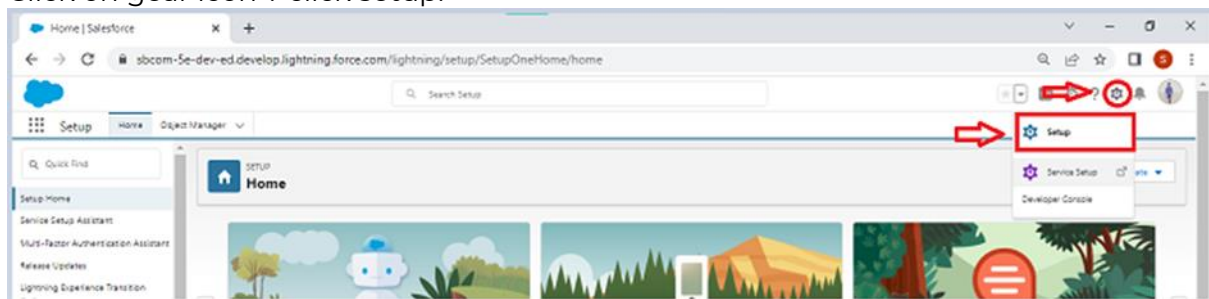 Click on gear icon
click setup.
Home | Salesforce
sbcom-5e-dev-ed.develop.lightning.force.com/lightning/setup/SetupOneHome/home
S
Search Setup
Setup Home Object Manager
Setup
Quick Find
SETUP
Home
Service Setup
Developer Console
Setup Home
Service Setup Assistant
Multi-Factor Authentication Assistant
Release Updates
Lightning Experience Transition